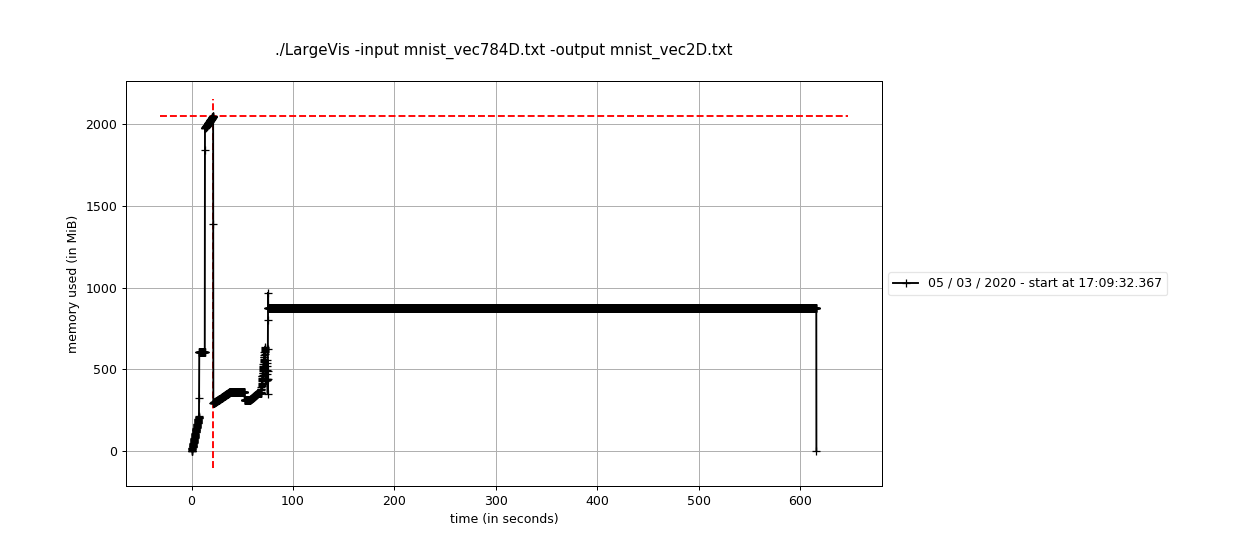 ./LargeVis -input mnist_vec784D.txt -output mnist_vec2D.txt
2000
1500
1000
500
0
memory used (in MiB)
0 100 200 300 400 500 600
time (in seconds)
05 / 03 / 2020 - start at 17:09:32.367